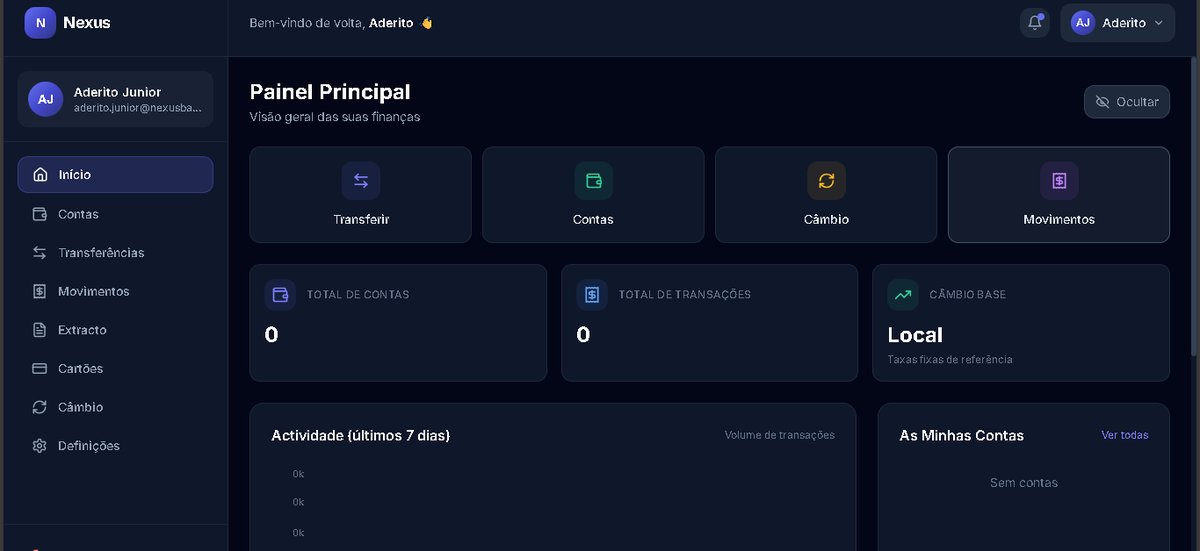 N Nexus
Bem-vindo de volta, Aderito
AJ Aderito
AJ Aderito Junior
aderito.junior@nexusba...
Início
Contas
Transferências
Movimentos
Extracto
Cartões
Câmbio
Definições
Painel Principal
Visão geral das suas finanças
Ocultar
Transferir
Contas
Câmbio
Movimentos
TOTAL DE CONTAS
0
TOTAL DE TRANSAÇÕES
0
CÂMBIO BASE
Local
Taxas fixas de referência
Actividade (últimos 7 dias)
Volume de transações
0k
0k
0k
As Minhas Contas
Ver todas
Sem contas